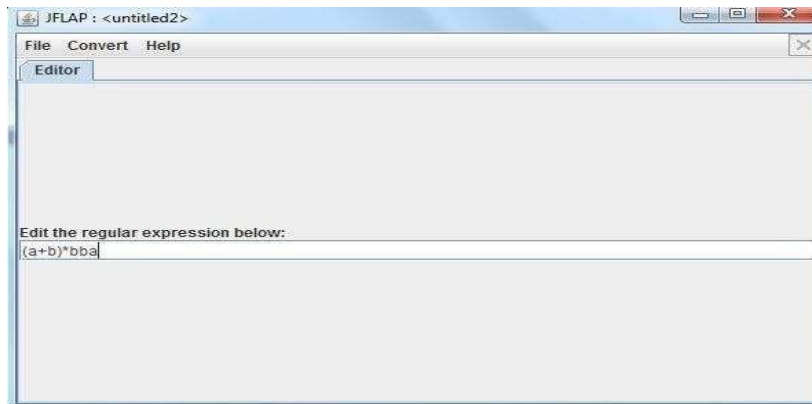 JFLAP : <untitled2>
File Convert Help
Editor
Edit the regular expression below:
(a+b)*bba